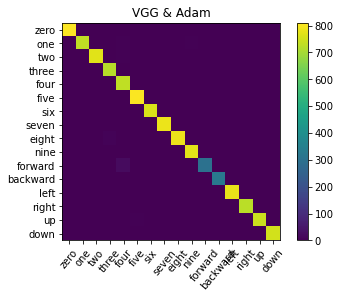 VGG & Adam
zero
one
two
three
four
five
six
seven
eight
nine
forward
backward
left
right
up
down
zero
one
two
three
four
five
six
seven
eight
nine
forward
backward
left
right
up
down
800
700
600
500
400
300
200
100
0